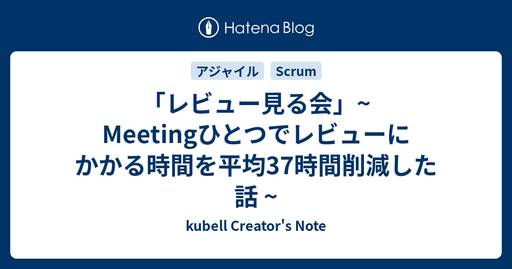 Hatena Blog
アジャイル Scrum
「レビュー見る会」~
Meetingひとつでレビューに
かかる時間を平均37時間削減した
話 ~
kubell Creator's Note